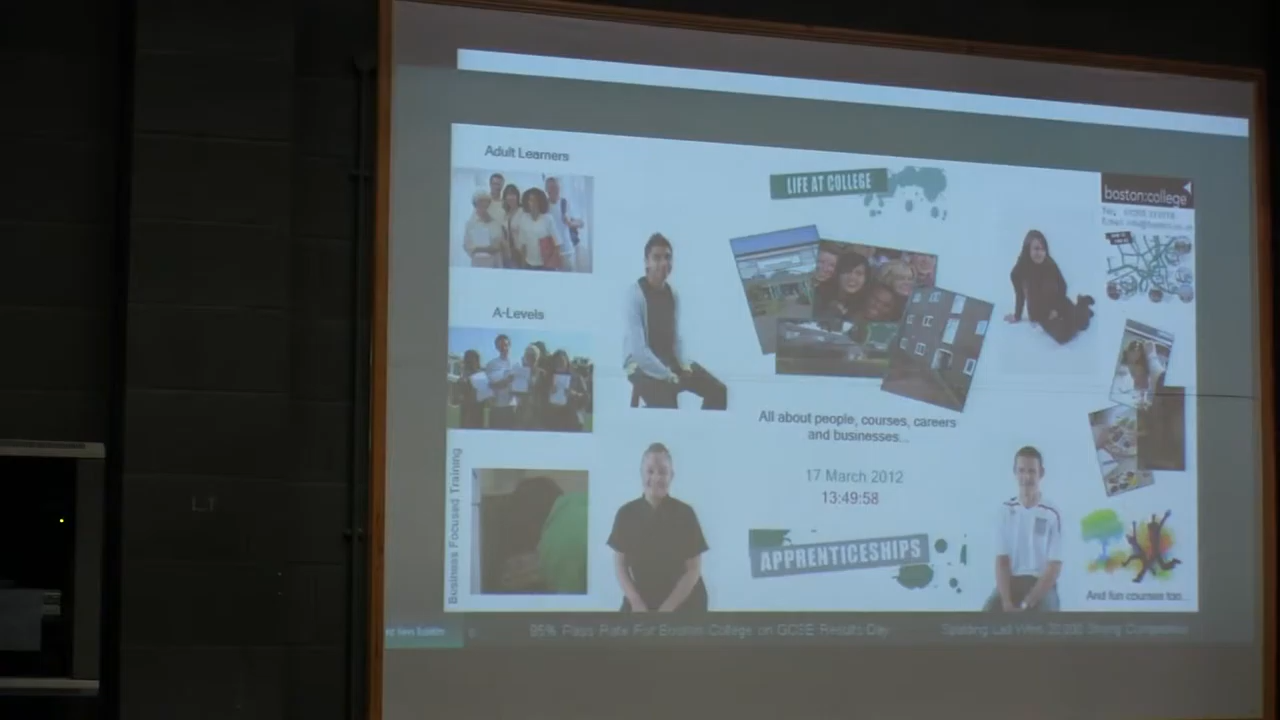 Adult Learners
LIFE AT COLLEGE
boston:college
A-Levels
All about people, courses, careers
and businesses...
17 March 2012
13:49:58
Business Focused Training
APPRENTICESHIPS
And fun courses too...
95% Pass Rate For Boston College on GCSE Results Day